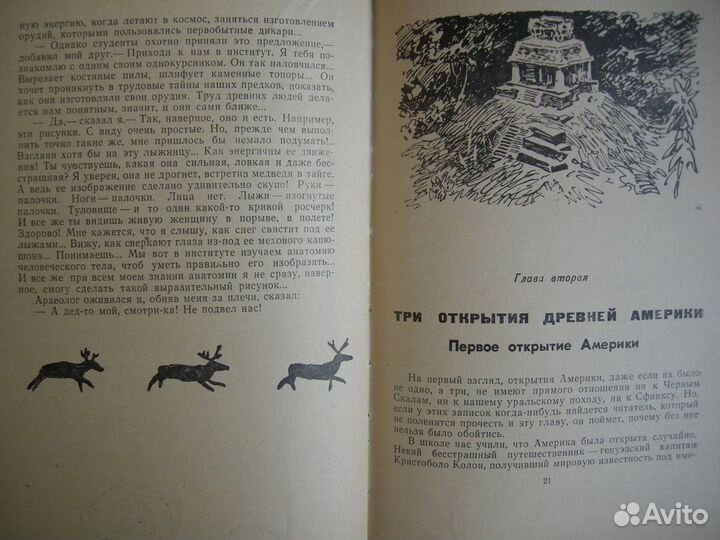 ную энергию, когда летают в космос, заняться изготовлением
орудий, которыми пользовались первобытные дикари...
— Однако студенты охотно приняли это предложение,—
добавил мой друг.— Приходи к нам в институт. Я тебя по-
знакомлю с одним своим однокурсником. Он так наловчился...
Вырезает костяные пилы, шлифует каменные топоры... Он
хочет проникнуть в трудовые тайны наших предков, показать,
как они изготовляли свои орудия. Труд древних людей дела-
ется нам понятным, значит, и они сами ближе...
— Да,— сказал я.— Так, наверное, оно и есть. Например,
эти рисунки. С виду очень простые. Но, прежде чем выпол-
нить точно такие же, мне пришлось бы немало подумать!..
Взгляни хотя бы на эту лыжницу... Как энергичны ее движе-
ния! Ты чувствуешь, какая она сильная, ловкая и даже бес-
страшная? Я уверен, она не дрогнет, встретив медведя в тайге.
А ведь ее изображение сделано удивительно скупо! Руки —
палочки. Ноги — палочки. Лица нет. Лыжи — изогнутые
палочки. Туловище — и то один какой-то кривой росчерк!
И все же ты видишь живую женщину в порыве, в полете!
Здорово! Мне кажется, что я слышу, как снег свистит под ее
лыжами... Вижу, как сверкают глаза из-под ее мехового капю-
шона... Понимаешь... Мы вот в институте изучаем анатомию
человеческого тела, чтоб уметь правильно его изобразить...
И все же при всем моем знании анатомии я не сразу, навер-
ное, смогу сделать такой выразительный рисунок...
Археолог оживился и, обняв меня за плечи, сказал:
— А дед-то мой, смотри-ка! Не подвел нас!
Глава вторая
ТРИ ОТКРЫТИЯ ДРЕВНЕЙ АМЕРИКИ
Первое открытие Америки
На первый взгляд, открытия Америки, даже если их было
не одно, а три, не имеют прямого отношения ни к Черным
Скалам, ни к нашему уральскому походу, ни к Сфинксу. Но,
если у этих записок когда-нибудь найдется читатель, который
не поленится прочесть и эту главу, он поймет, почему без нее
нельзя было обойтись.
В школе нас учили, что Америка была открыта случайно.
Некий бесстрашный путешественник — генуэзский капитан
Кристобало Колон, получивший мировую известность под име-
21
Avito